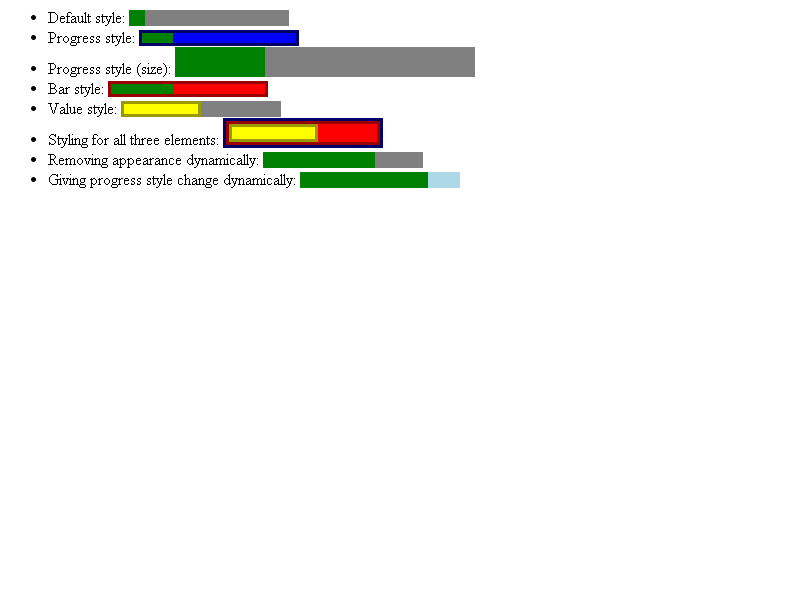 Default style:
Progress style:
Progress style (size):
Bar style:
Value style:
Styling for all three elements:
Removing appearance dynamically:
Giving progress style change dynamically: